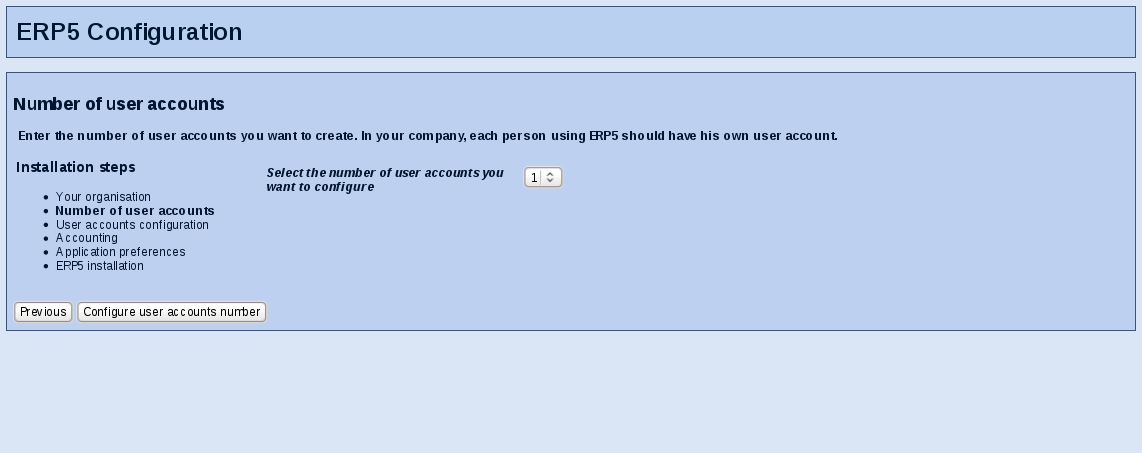 ERP5 Configuration
Number of user accounts
Enter the number of user accounts you want to create. In your company, each person using ERP5 should have his own user account.
Installation steps
Your organisation
Number of user accounts
User accounts configuration
Accounting
Application preferences
ERP5 installation
Select the number of user accounts you
want to configure
1
Previous
Configure user accounts number